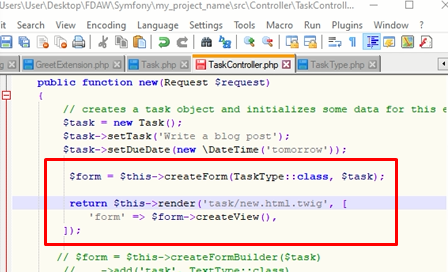 Users\User\Desktop\FDAW\Symfony\my_project_name\src\Controller\TaskControll...
Search View Encoding Language Settings Tools Macro Run Plugins Window ?
GreetExtension.php Task.php TaskController.php TaskType.php
public function new(Request $request)
{
// creates a task object and initializes some data for this e
$task = new Task();
$task->setTask('Write a blog post');
$task->setDueDate(new \DateTime('tomorrow'));
$form = $this->createForm(TaskType::class, $task);
return $this->render('task/new.html.twig', [
'form' => $form->createView(),
]);
// $form = $this->createFormBuilder($task)
// ->add('task', TextType::class)